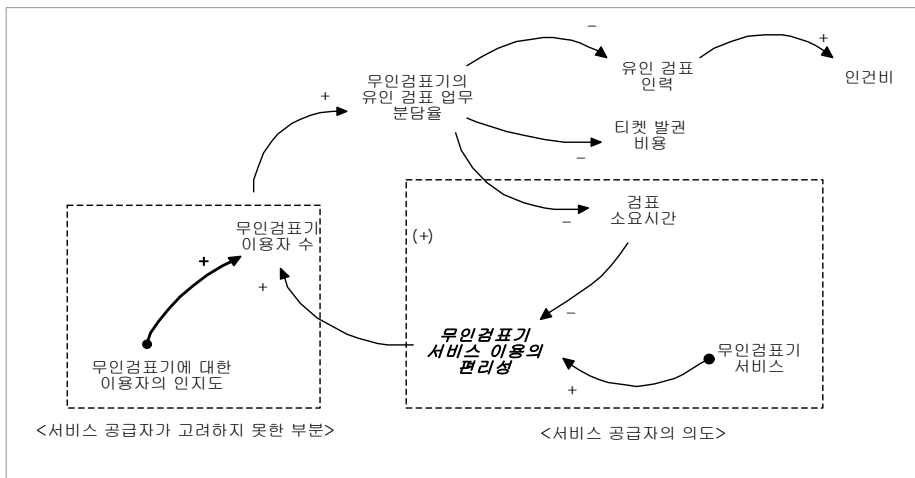 −
+
유인 검표
인력
인건비
무인검표기의
유인 검표 업무
분담율
+
티켓 발권
비용
−
검표
소요시간
−
무인검표기
이용자 수
(+)
+
+
−
무인검표기
서비스 이용의
편리성
무인검표기
서비스
+
무인검표기에 대한
이용자의 인지도
<서비스 공급자가 고려하지 못한 부분>
<서비스 공급자의 의도>